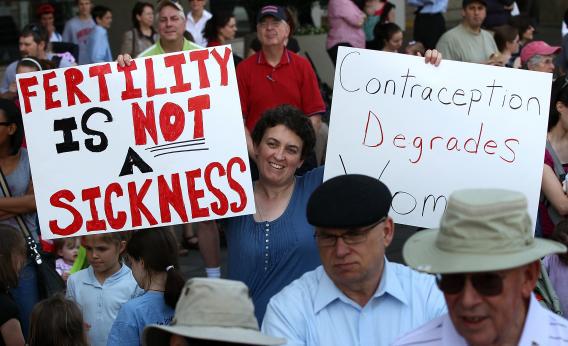 FERTILITY
IS NOT
A
SICKNESS
Contraception
Degrades